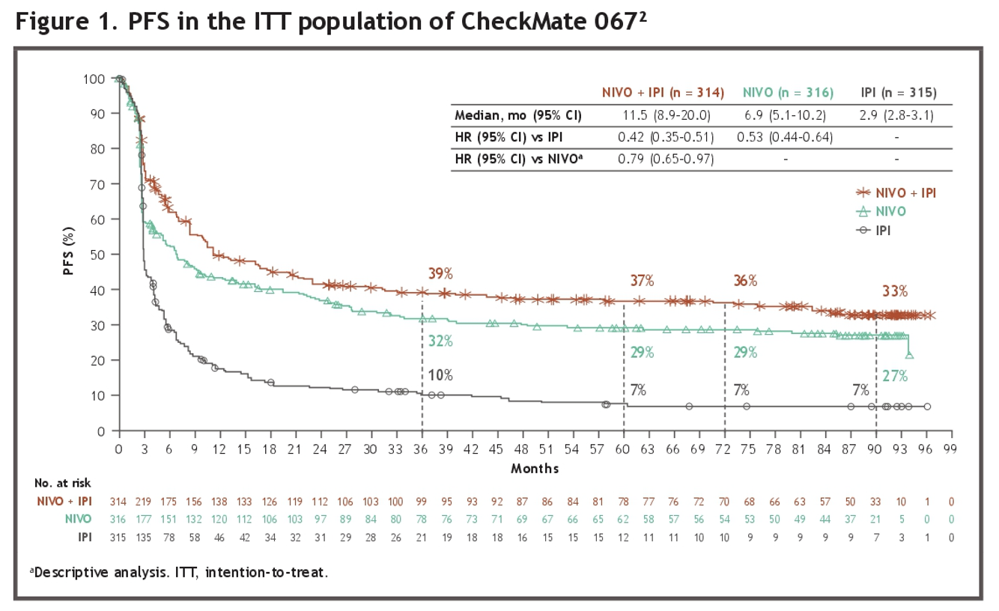 Figure 1. PFS in the ITT population of CheckMate 067²
NIVO + IPI (n = 314) NIVO (n = 316) IPI (n = 315)
Median, mo (95% CI) 11.5 (8.9-20.0) 6.9 (5.1-10.2) 2.9 (2.8-3.1)
HR (95% CI) vs IPI 0.42 (0.35-0.51) 0.53 (0.44-0.64) -
HR (95% CI) vs NIVOᵃ 0.79 (0.65-0.97) - -
NIVO + IPI
NIVO
IPI
PFS (%)
100
90
80
70
60
50
40
30
20
10
0
39%
37%
36%
33%
32%
29%
29%
27%
10%
7%
7%
7%
0 3 6 9 12 15 18 21 24 27 30 33 36 39 42 45 48 51 54 57 60 63 66 69 72 75 78 81 84 87 90 93 96 99
Months
No. at risk
NIVO + IPI 314 219 175 156 138 133 126 119 112 106 103 100 99 95 93 92 87 86 84 81 78 77 76 72 70 68 66 63 57 50 33 10 1 0
NIVO 316 177 151 132 120 112 106 103 97 89 84 80 78 76 73 71 69 67 66 65 62 58 57 56 54 53 50 49 44 37 21 5 0 0
IPI 315 135 78 58 46 42 34 32 31 29 28 26 21 19 18 18 16 15 15 15 12 11 11 10 10 9 9 9 9 9 7 3 1 0
ᵃDescriptive analysis. ITT, intention-to-treat.